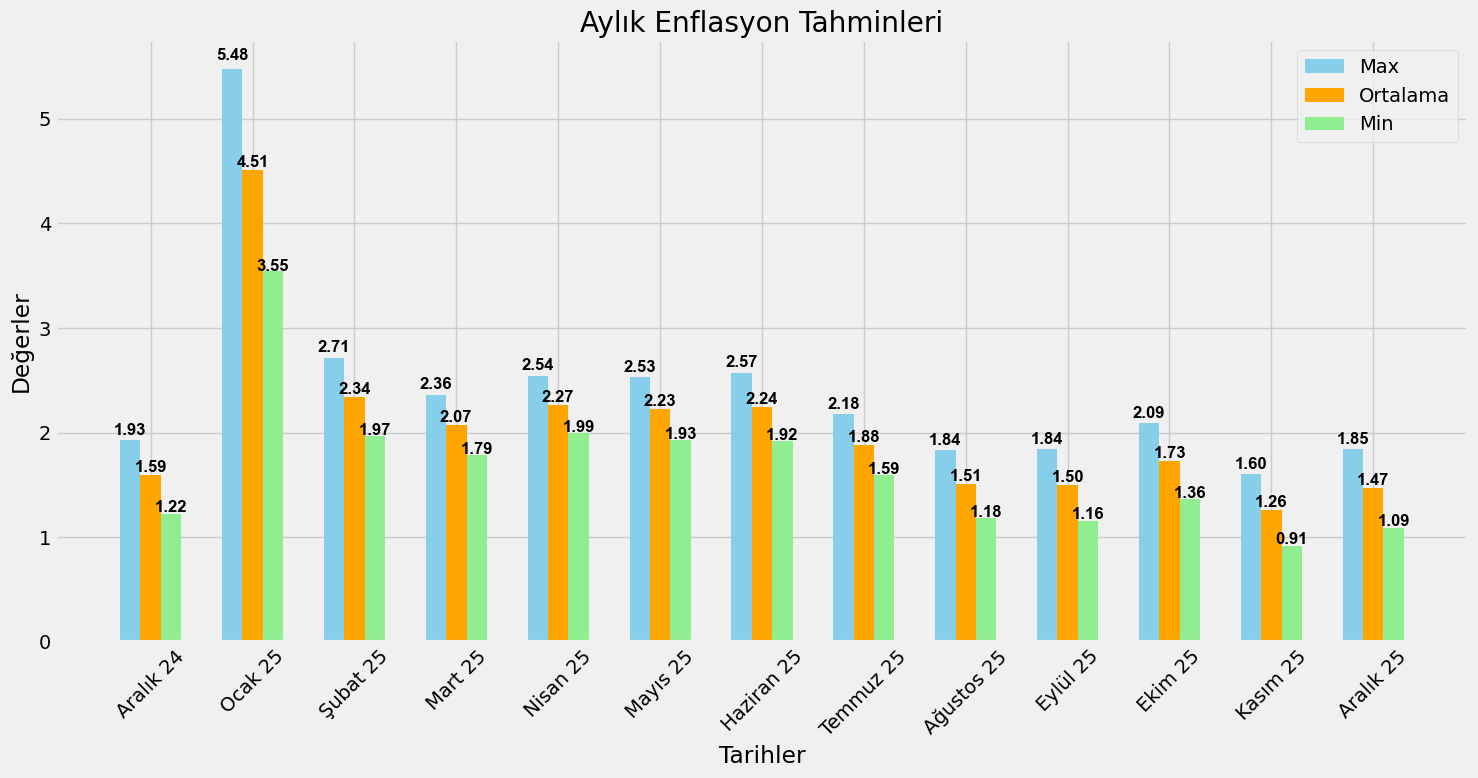 Aylık Enflasyon Tahminleri
Max
Ortalama
Min
Değerler
5
4
3
2
1
0
1.93
1.59
1.22
5.48
4.51
3.55
2.71
2.34
1.97
2.36
2.07
1.79
2.54
2.27
1.99
2.53
2.23
1.93
2.57
2.24
1.92
2.18
1.88
1.59
1.84
1.51
1.18
1.84
1.50
1.16
2.09
1.73
1.36
1.60
1.26
0.91
1.85
1.47
1.09
Aralık 24
Ocak 25
Şubat 25
Mart 25
Nisan 25
Mayıs 25
Haziran 25
Temmuz 25
Ağustos 25
Eylül 25
Ekim 25
Kasım 25
Aralık 25
Tarihler